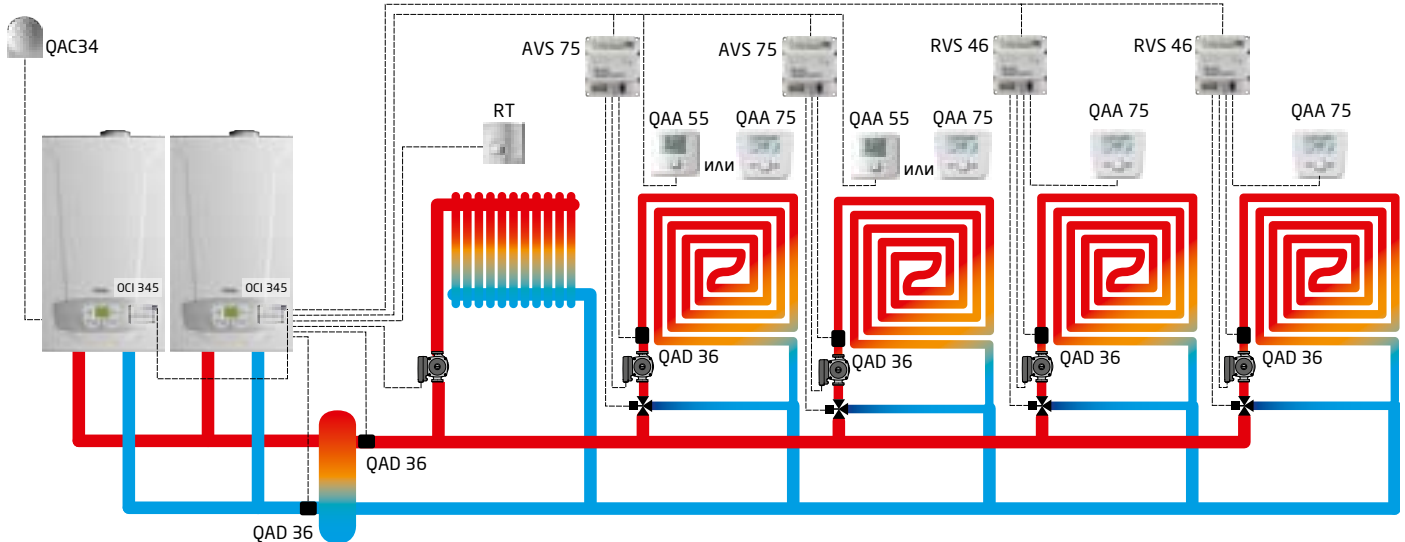 QAC34
AVS 75
AVS 75
RVS 46
RVS 46
RT
QAA 55
QAA 75
QAA 55
QAA 75
QAA 75
QAA 75
или
или
OCI 345
OCI 345
QAD 36
QAD 36
QAD 36
QAD 36
QAD 36
QAD 36